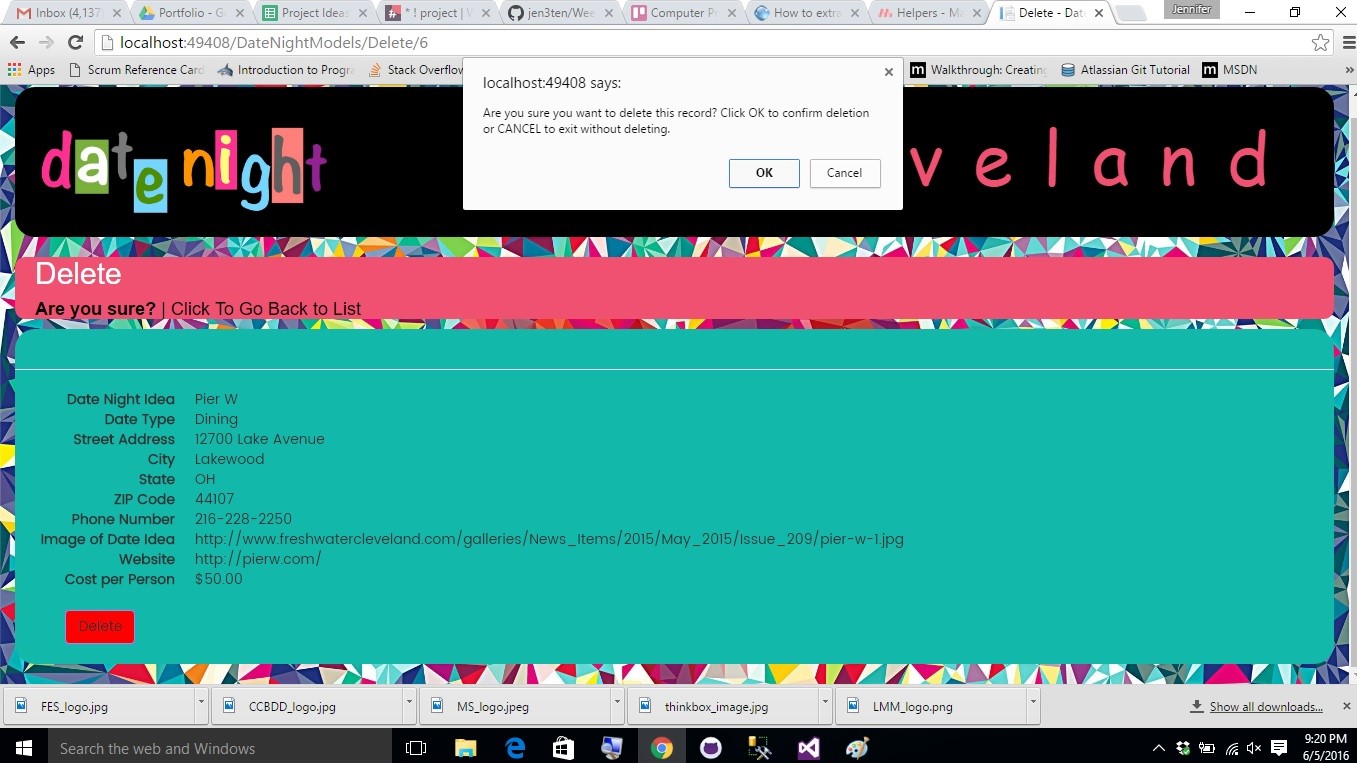 Inbox (4,137
Portfolio - G
Project Ideas
* ! project | W
jen3ten/Wee
Computer P
How to extra
Helpers - Ma
Delete - Date
Jennifer
localhost:49408/DateNightModels/Delete/6
Apps
Scrum Reference Card
Introduction to Progra
Stack Overflow
Walkthrough: Creating
Atlassian Git Tutorial
MSDN
localhost:49408 says:
Are you sure you want to delete this record? Click OK to confirm deletion
or CANCEL to exit without deleting.
OK
Cancel
date night
veland
Delete
Are you sure? | Click To Go Back to List
Date Night Idea Pier W
Date Type Dining
Street Address 12700 Lake Avenue
City Lakewood
State OH
ZIP Code 44107
Phone Number 216-228-2250
Image of Date Idea http://www.freshwatercleveland.com/galleries/News_Items/2015/May_2015/Issue_209/pier-w-1.jpg
Website http://pierw.com/
Cost per Person $50.00
Delete
FES_logo.jpg
CCBDD_logo.jpg
MS_logo.jpeg
thinkbox_image.jpg
LMM_logo.png
Show all downloads...
Search the web and Windows
9:20 PM
6/5/2016